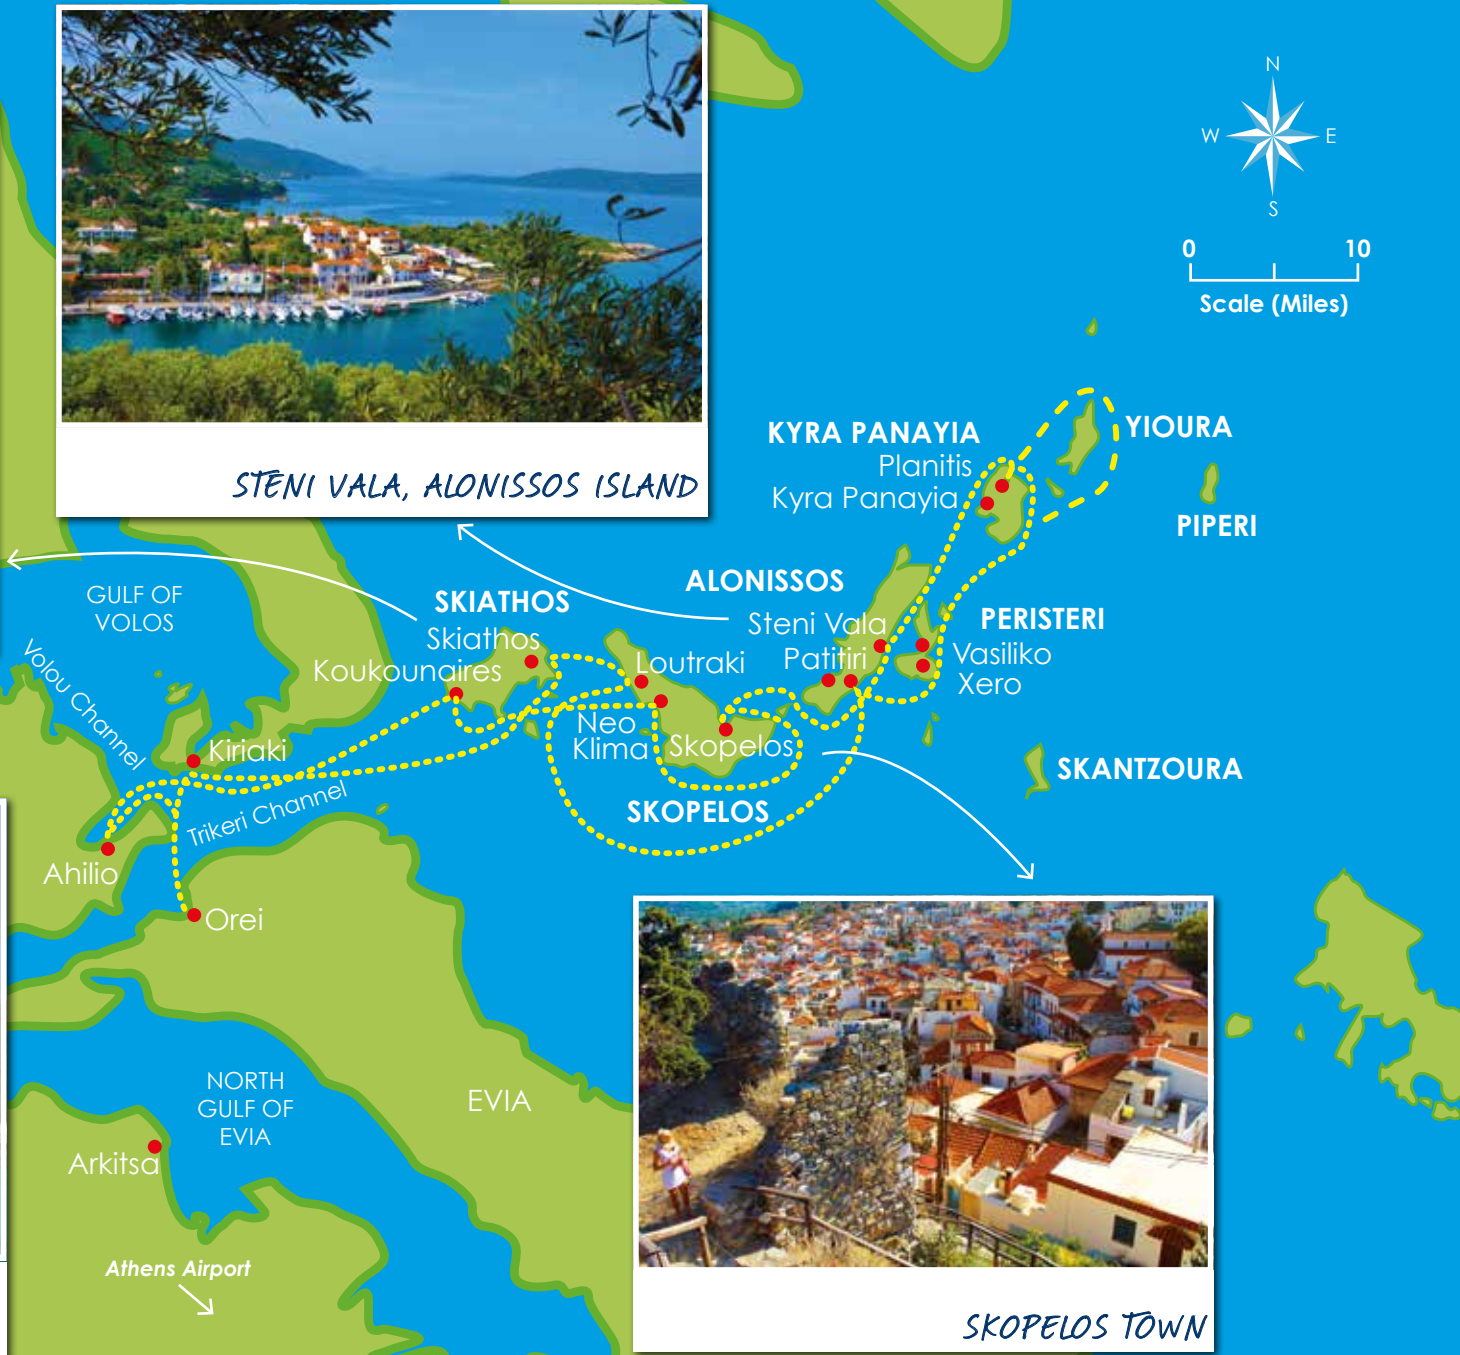 N
W
E
S
0
10
Scale (Miles)
STENI VALA, ALONISSOS ISLAND
KYRA PANAYIA
Planitis
Kyra Panayia
YIOURA
PIPERI
ALONISSOS
Steni Vala
Patitiri
PERISTERI
Vasiliko
Xero
SKANTZOURA
GULF OF
VOLOS
Volou Channel
SKIATHOS
Skiathos
Koukounaires
Loutraki
Neo
Klima
Skopelos
SKOPELOS
Kiriaki
Trikeri Channel
Ahilio
Orei
NORTH
GULF OF
EVIA
EVIA
Arkitsa
Athens Airport
SKOPELOS TOWN